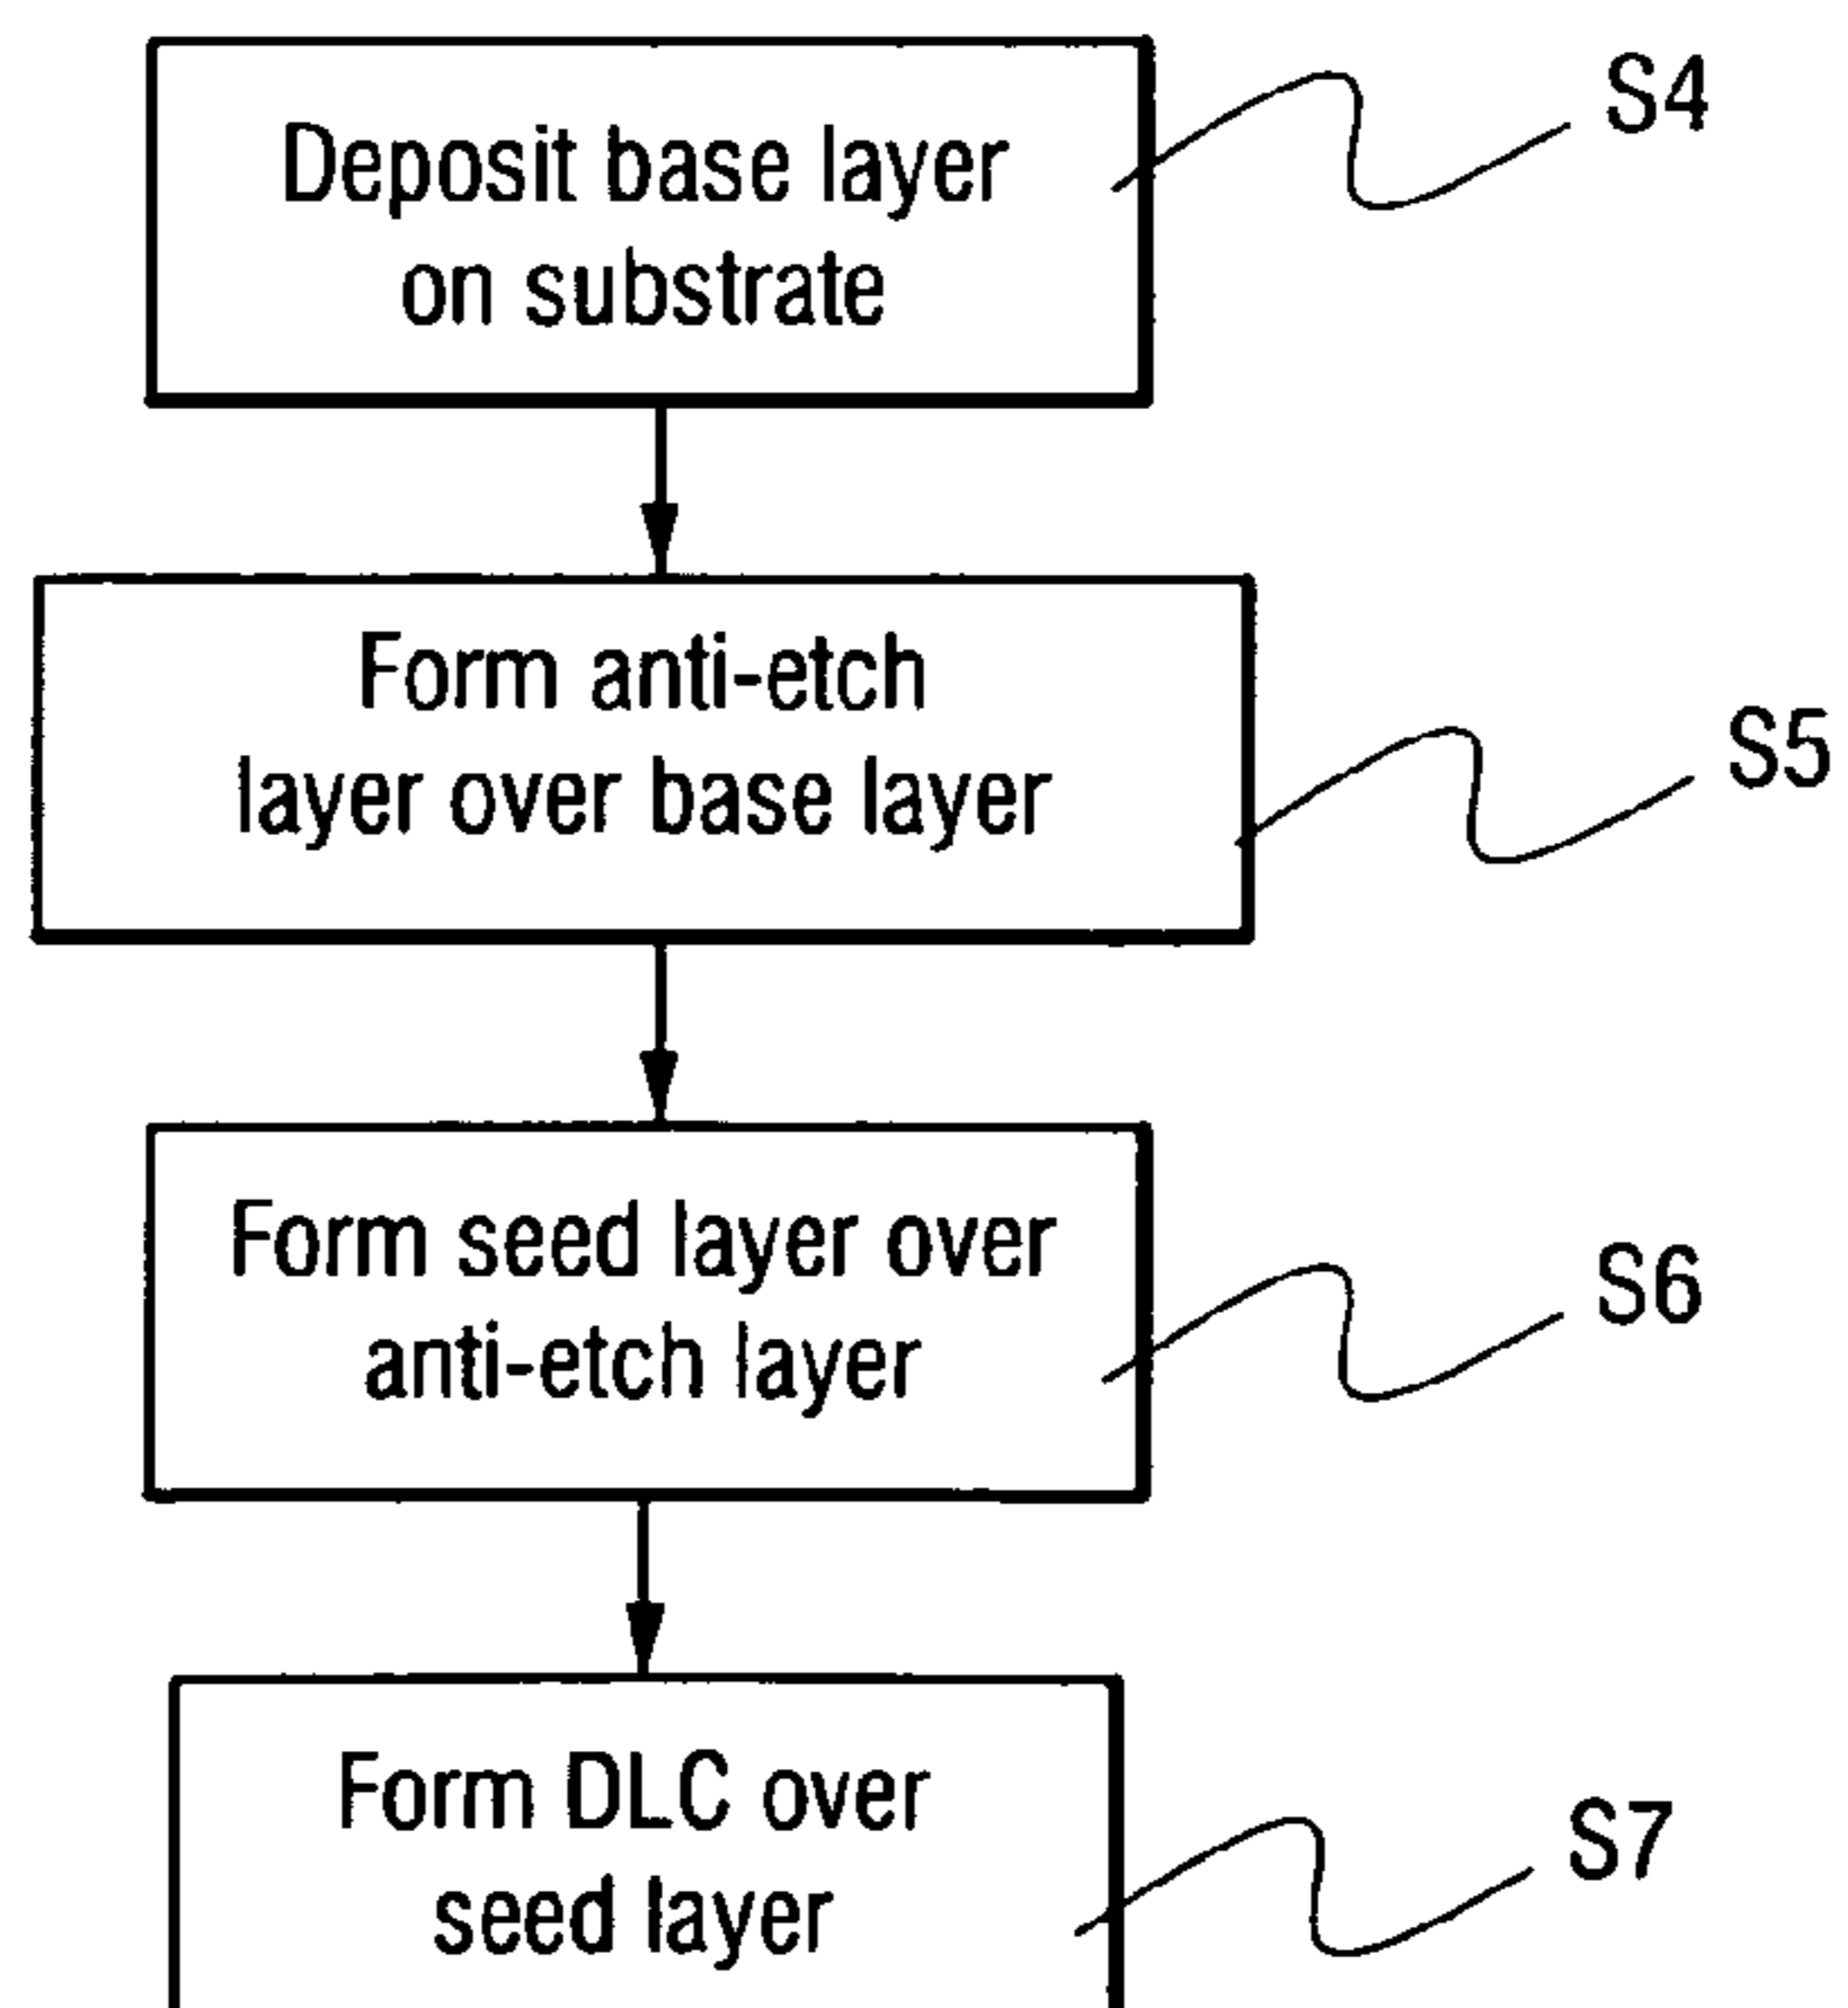 Deposit base layer
on substrate
S4
Form anti-etch
layer over base layer
S5
Form seed layer over
anti-etch layer
S6
Form DLC over
seed layer
S7